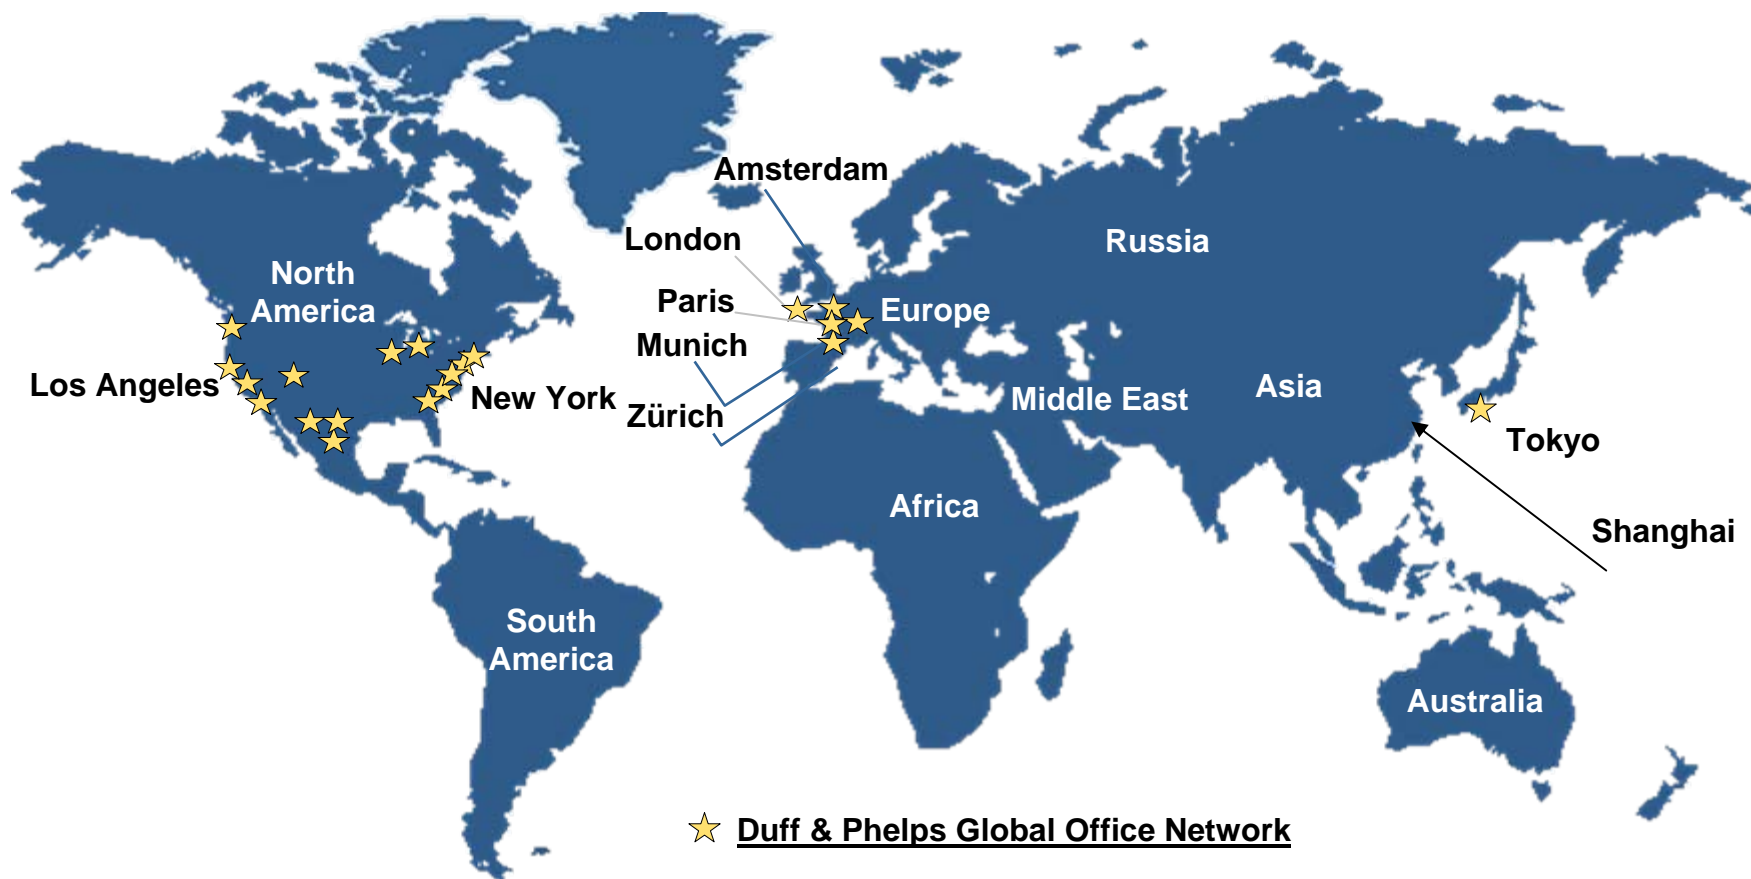 Amsterdam
London
Russia
North
America
Paris
Europe
Munich
Los Angeles
New York
Zürich
Middle East
Asia
Tokyo
Africa
Shanghai
South
America
Australia
Duff & Phelps Global Office Network